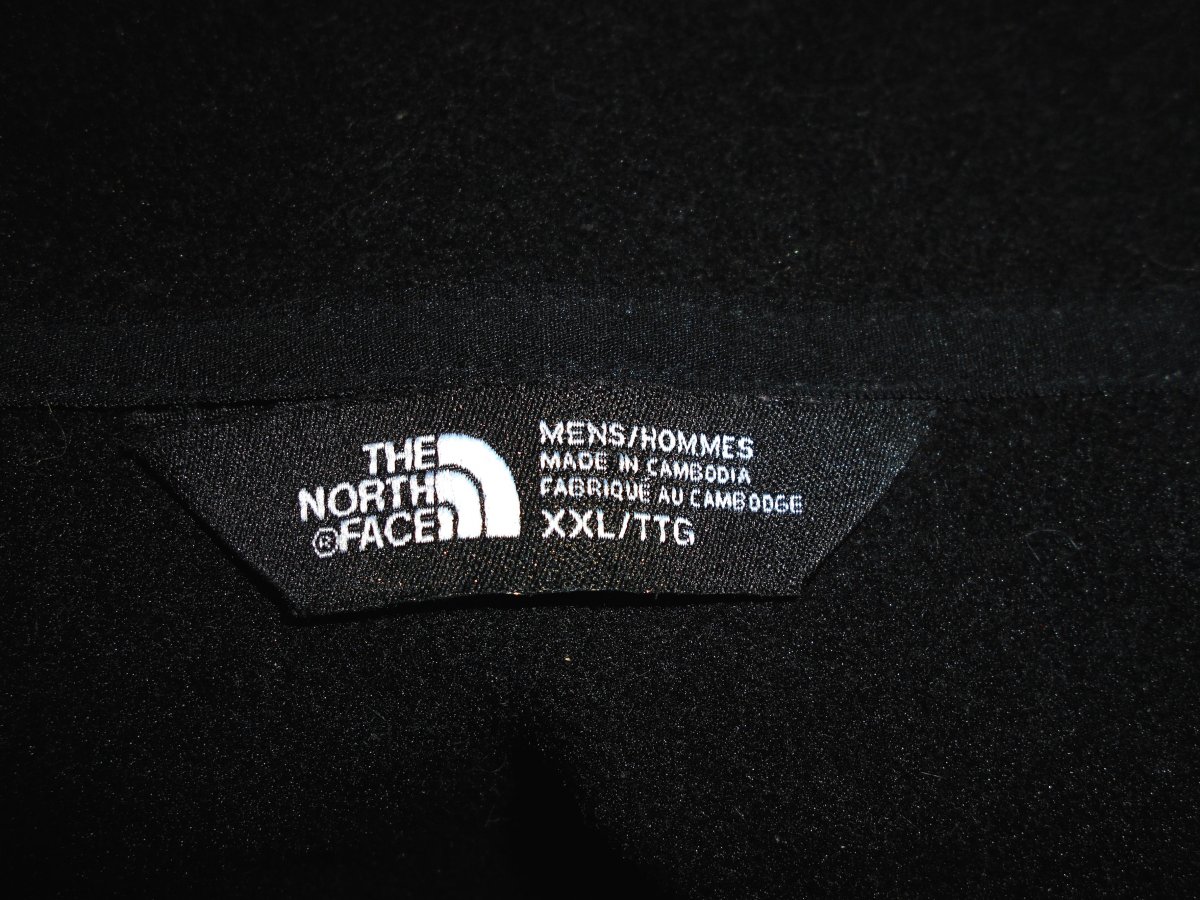 THE
NORTH
®FACE
MENS/HOMMES
MADE IN CAMBODIA
FABRIQUE AU CAMBODGE
XXL/TTG